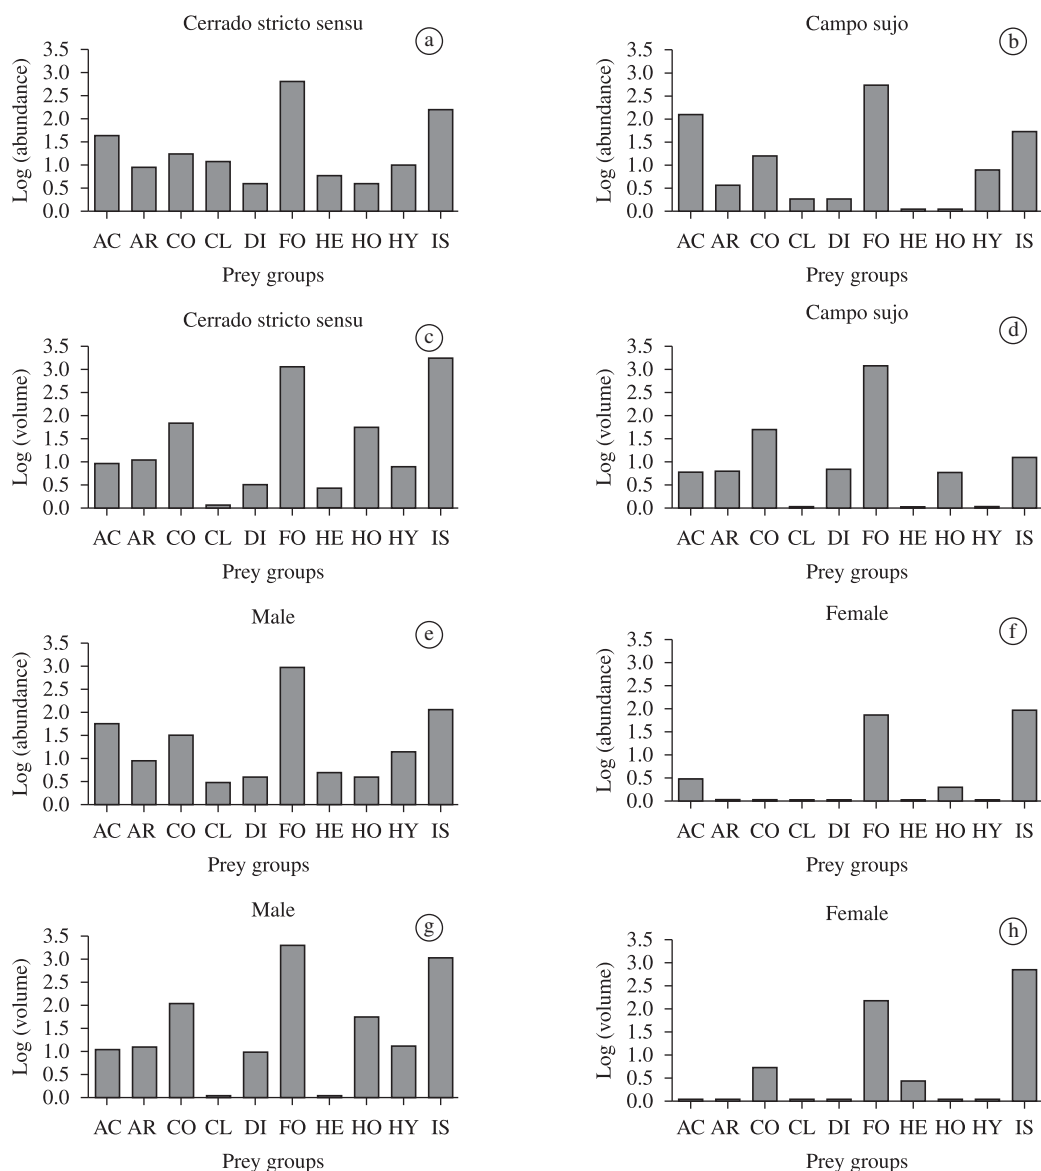 Cerrado stricto sensu
a
Log (abundance)
3.5
3.0
2.5
2.0
1.5
1.0
0.5
0.0
AC AR CO CL DI FO HE HO HY IS
Prey groups
Campo sujo
b
Log (abundance)
3.5
3.0
2.5
2.0
1.5
1.0
0.5
0.0
AC AR CO CL DI FO HE HO HY IS
Prey groups
Cerrado stricto sensu
c
Log (volume)
3.5
3.0
2.5
2.0
1.5
1.0
0.5
0.0
AC AR CO CL DI FO HE HO HY IS
Prey groups
Campo sujo
d
Log (volume)
3.5
3.0
2.5
2.0
1.5
1.0
0.5
0.0
AC AR CO CL DI FO HE HO HY IS
Prey groups
Male
e
Log (abundance)
3.5
3.0
2.5
2.0
1.5
1.0
0.5
0.0
AC AR CO CL DI FO HE HO HY IS
Prey groups
Female
f
Log (abundance)
3.5
3.0
2.5
2.0
1.5
1.0
0.5
0.0
AC AR CO CL DI FO HE HO HY IS
Prey groups
Male
g
Log (volume)
3.5
3.0
2.5
2.0
1.5
1.0
0.5
0.0
AC AR CO CL DI FO HE HO HY IS
Prey groups
Female
h
Log (volume)
3.5
3.0
2.5
2.0
1.5
1.0
0.5
0.0
AC AR CO CL DI FO HE HO HY IS
Prey groups